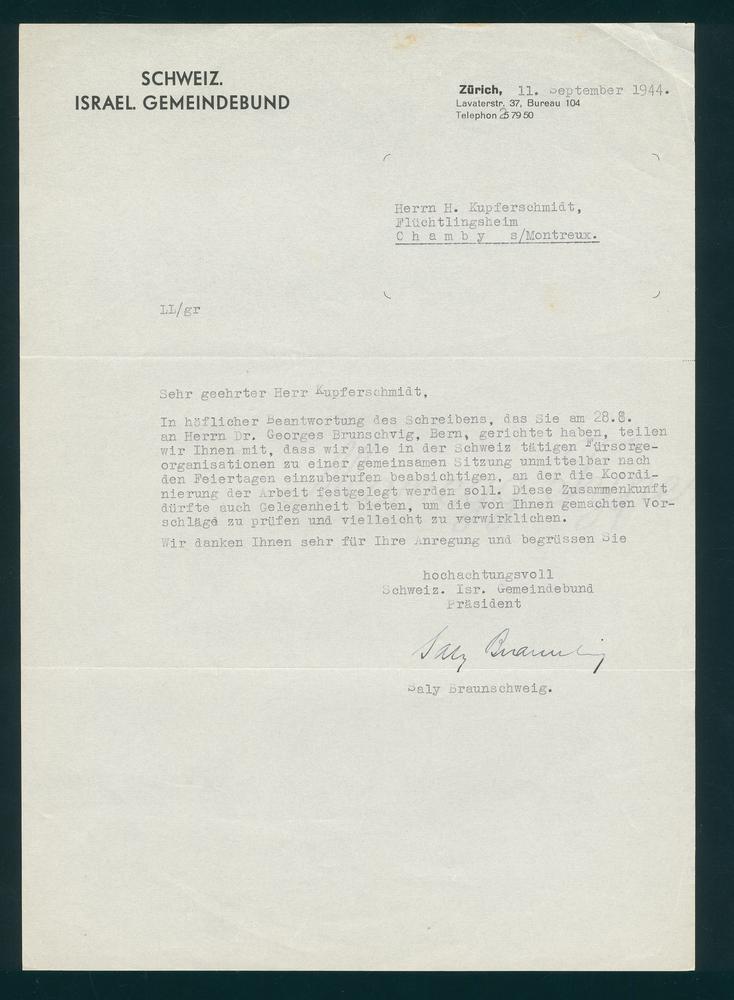 SCHWEIZ.
ISRAEL. GEMEINDEBUND
Zürich, 11. September 1944.
Lavaterstr. 37, Bureau 104
Telephon 25 79 50
Herrn H. Kupferschmidt,
Flüchtlingsheim
C h a m b y s/Montreux.
LL/gr
Sehr geehrter Herr Kupferschmidt,
In höflicher Beantwortung des Schreibens, das Sie am 28.8.
an Herrn Dr. Georges Brunschvig, Bern, gerichtet haben, teilen
wir Ihnen mit, dass wir alle in der Schweiz tätigen Fürsorge-
organisationen zu einer gemeinsamen Sitzung unmittelbar nach
den Feiertagen einzuberufen beabsichtigen, an der die Koordi-
nierung der Arbeit festgelegt werden soll. Diese Zusammenkunft
dürfte auch Gelegenheit bieten, um die von Ihnen gemachten Vor-
schläge zu prüfen und vielleicht zu verwirklichen.
Wir danken Ihnen sehr für Ihre Anregung und begrüssen Sie
hochachtungsvoll
Schweiz. Isr. Gemeindebund
Präsident
Saly Braunschweig
Saly Braunschweig.